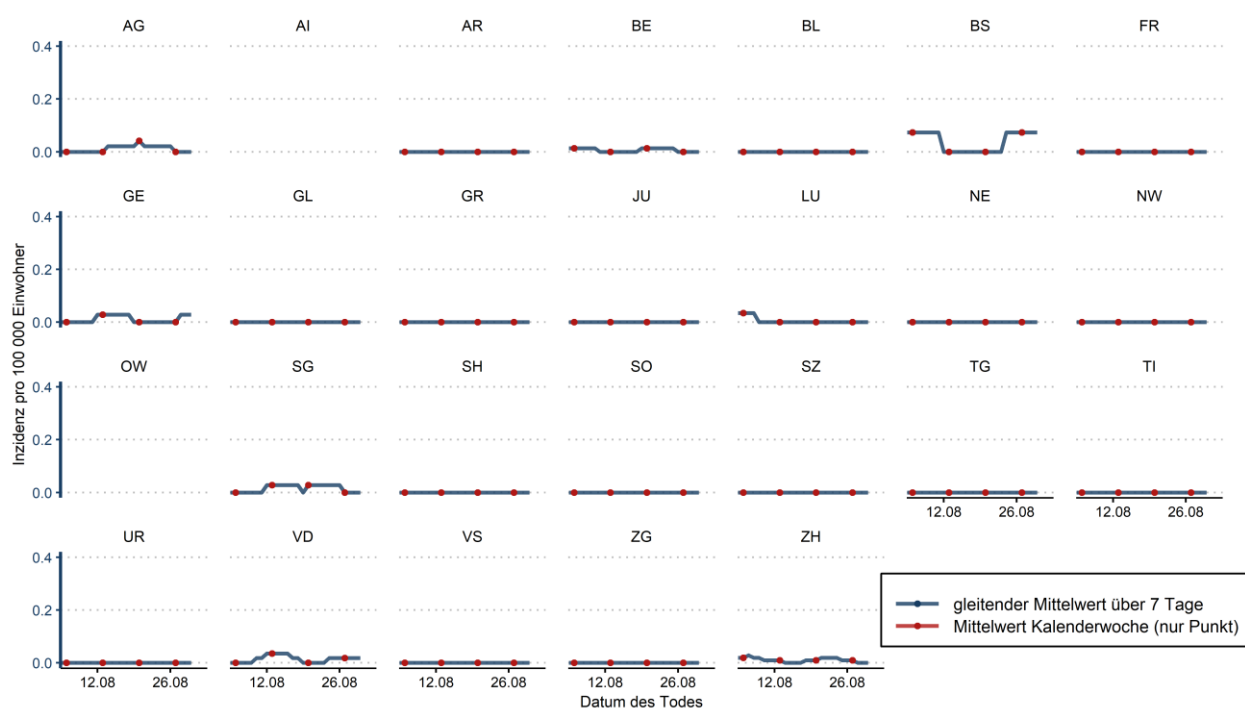 AG AI AR BE BL BS FR
0.4
0.2
0.0
GE GL GR JU LU NE NW
0.4
0.2
0.0
OW SG SH SO SZ TG TI
0.4
0.2
0.0
12.08 26.08 12.08 26.08
UR VD VS ZG ZH
0.4
0.2
0.0
12.08 26.08 12.08 26.08 12.08 26.08 12.08 26.08 12.08 26.08
Inzidenz pro 100 000 Einwohner
Datum des Todes
gleitender Mittelwert über 7 Tage
Mittelwert Kalenderwoche (nur Punkt)